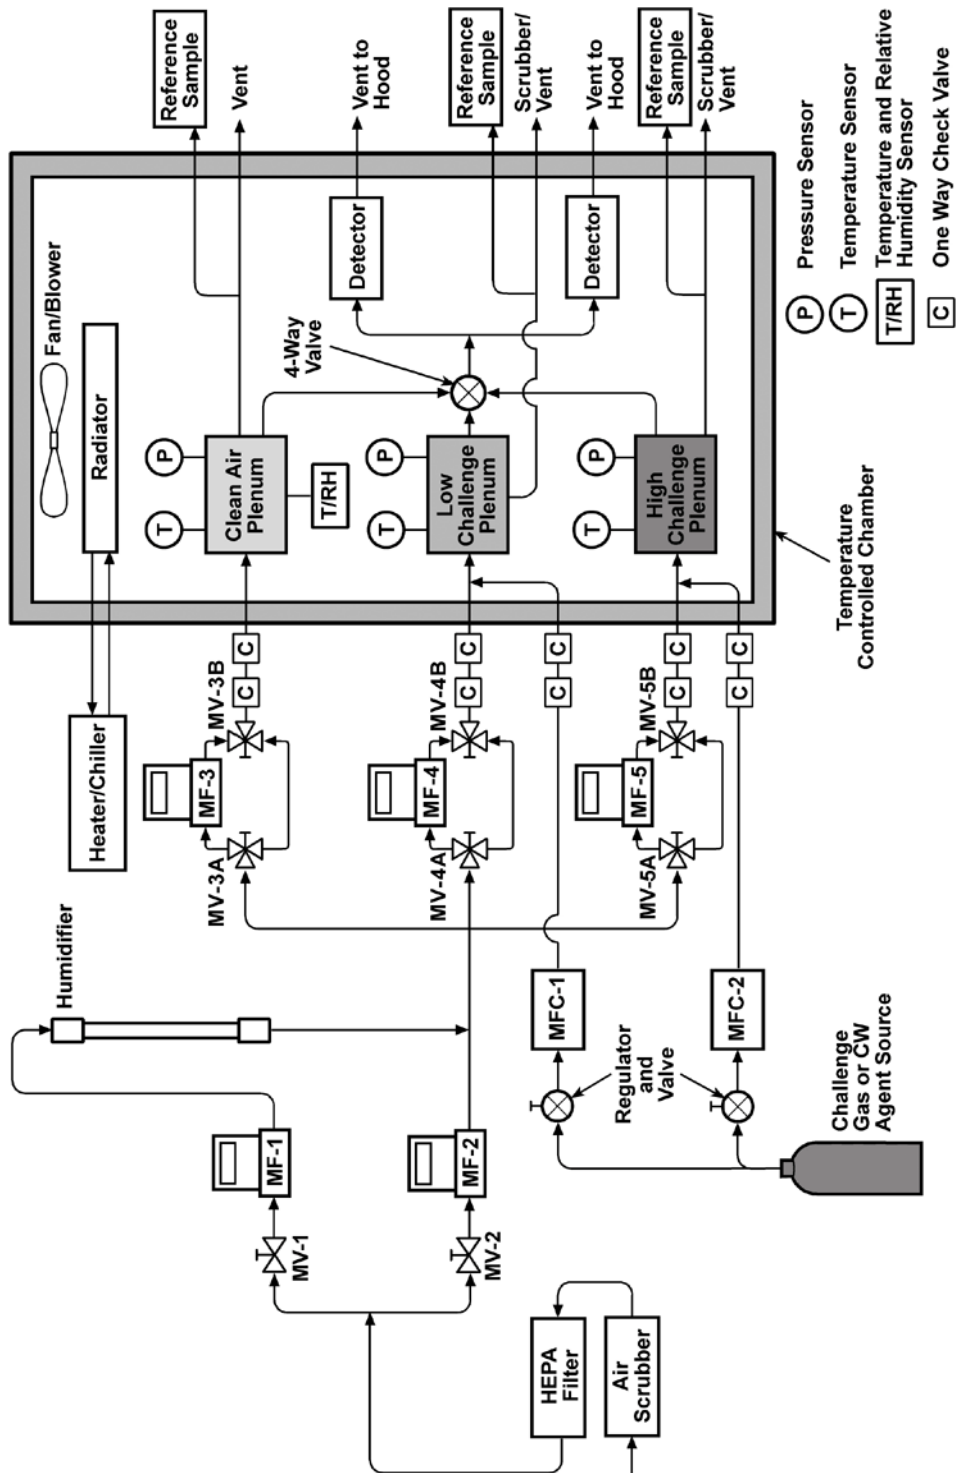 Reference
Sample
Vent
Vent to
Hood
Reference
Sample
Scrubber/
Vent
Vent to
Hood
Reference
Sample
Scrubber/
Vent
Fan/Blower
Radiator
Detector
Detector
4-Way
Valve
P
T
Clean Air
Plenum
T/RH
P
T
Low
Challenge
Plenum
P
T
High
Challenge
Plenum
P
Pressure Sensor
T
Temperature Sensor
T/RH
Temperature and Relative
Humidity Sensor
C
One Way Check Valve
Temperature
Controlled Chamber
Heater/Chiller
MV-3B
C
C
MF-3
MV-3A
MV-4B
C
C
MF-4
MV-4A
C
C
MV-5B
C
C
MF-5
MV-5A
C
C
Humidifier
MFC-1
MFC-2
Regulator
and
Valve
Challenge
Gas or CW
Agent Source
MF-1
MV-1
MF-2
MV-2
HEPA
Filter
Air
Scrubber